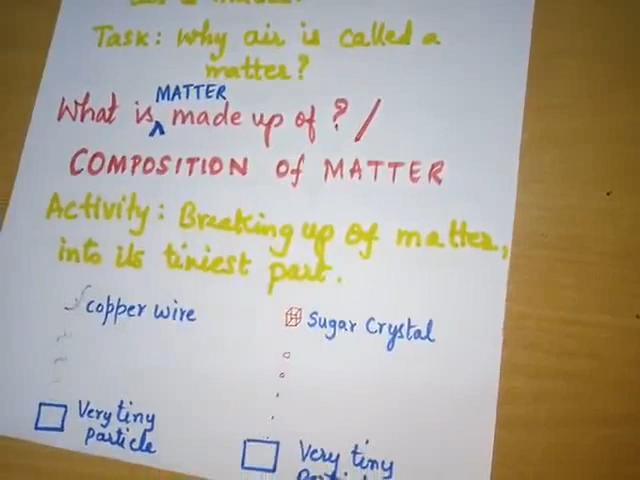 Task: Why air is called a
matter?
MATTER
What is ^ made up of ? /
COMPOSITION of MATTER
Activity: Breaking up of matter,
into its tiniest part.
copper wire
Sugar Crystal
Very tiny
particle
Very tiny